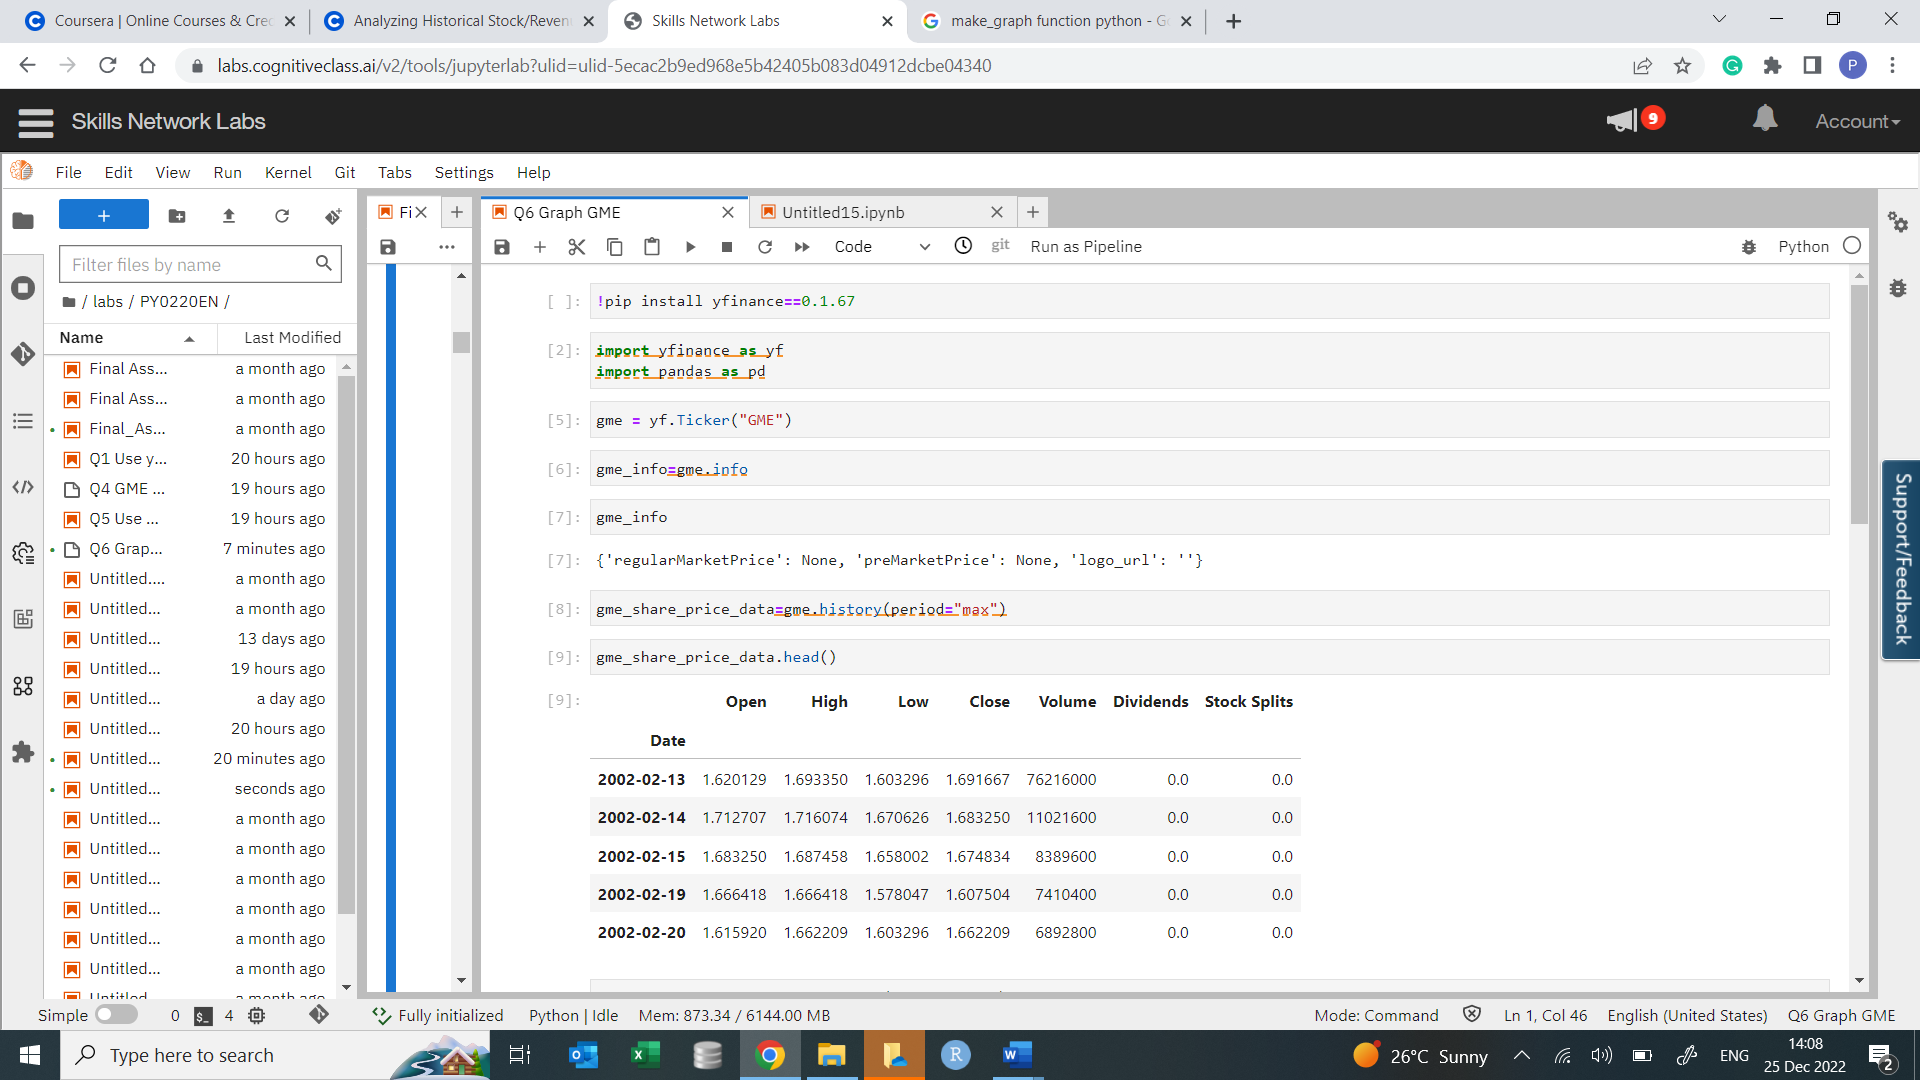 Coursera | Online Courses & Cre
Analyzing Historical Stock/Reven
Skills Network Labs
make_graph function python - G
labs.cognitiveclass.ai/v2/tools/jupyterlab?ulid=ulid-5ecac2b9ed968e5b42405b083d04912dcbe04340
P
Skills Network Labs
9
Account
File Edit View Run Kernel Git Tabs Settings Help
Fi
Q6 Graph GME
Untitled15.ipynb
Code
git
Run as Pipeline
Python
Filter files by name
/ labs / PY0220EN /
Name Last Modified
Final Ass... a month ago
Final Ass... a month ago
Final_As... a month ago
Q1 Use y... 20 hours ago
Q4 GME ... 19 hours ago
Q5 Use ... 19 hours ago
Q6 Grap... 7 minutes ago
Untitled.... a month ago
Untitled... a month ago
Untitled... 13 days ago
Untitled... 19 hours ago
Untitled... a day ago
Untitled... 20 hours ago
Untitled... 20 minutes ago
Untitled... seconds ago
Untitled... a month ago
Untitled... a month ago
Untitled... a month ago
Untitled... a month ago
Untitled... a month ago
Untitled... a month ago
Untitled a month ago
[ ]: !pip install yfinance==0.1.67
[2]: import yfinance as yf
import pandas as pd
[5]: gme = yf.Ticker("GME")
[6]: gme_info=gme.info
[7]: gme_info
[7]: {'regularMarketPrice': None, 'preMarketPrice': None, 'logo_url': ''}
[8]: gme_share_price_data=gme.history(period="max")
[9]: gme_share_price_data.head()
[9]: Open High Low Close Volume Dividends Stock Splits
Date
2002-02-13 1.620129 1.693350 1.603296 1.691667 76216000 0.0 0.0
2002-02-14 1.712707 1.716074 1.670626 1.683250 11021600 0.0 0.0
2002-02-15 1.683250 1.687458 1.658002 1.674834 8389600 0.0 0.0
2002-02-19 1.666418 1.666418 1.578047 1.607504 7410400 0.0 0.0
2002-02-20 1.615920 1.662209 1.603296 1.662209 6892800 0.0 0.0
Support/Feedback
Simple 0 $_ 4 Fully initialized Python | Idle Mem: 873.34 / 6144.00 MB Mode: Command Ln 1, Col 46 English (United States) Q6 Graph GME
Type here to search
26°C Sunny
ENG
14:08
25 Dec 2022
2